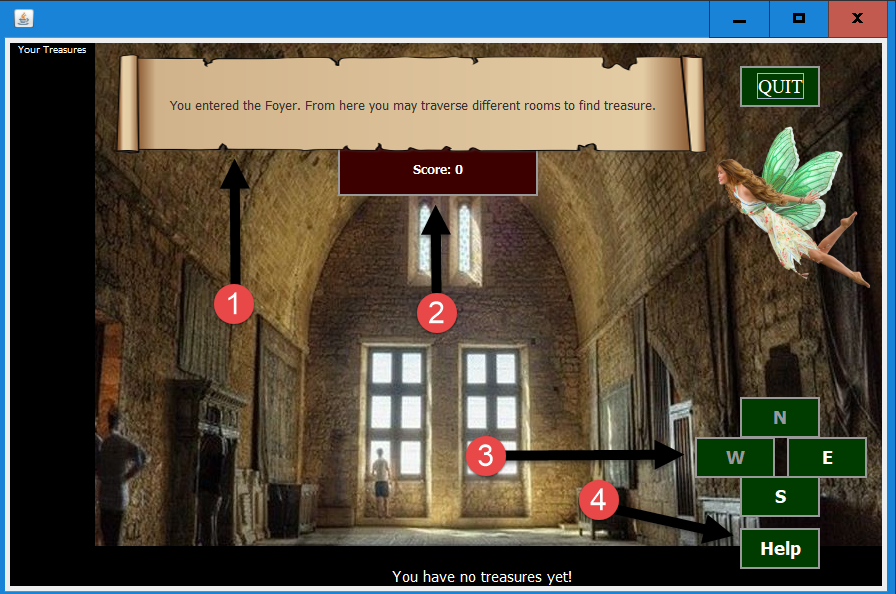 Your Treasures
You entered the Foyer. From here you may traverse different rooms to find treasure.
QUIT
Score: 0
1
2
N
3
W
E
4
S
Help
You have no treasures yet!